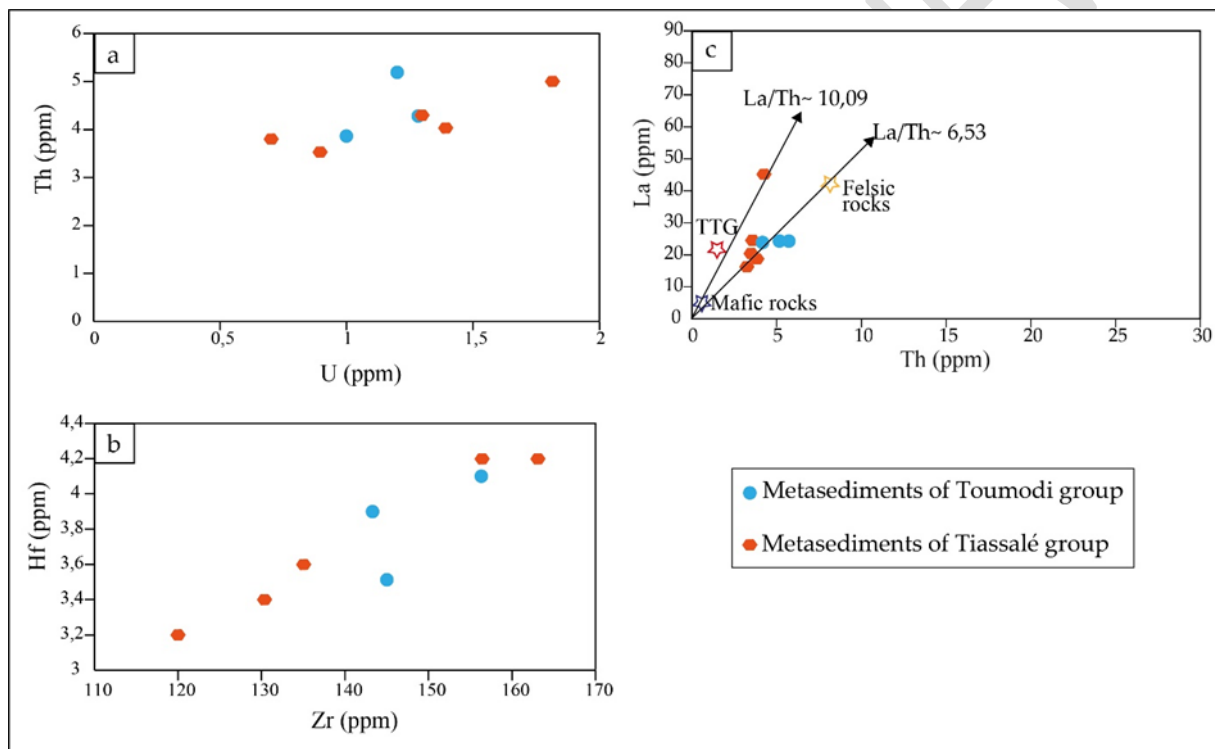 a
6
5
4
3
2
1
0
Th (ppm)
0
0,5
1
1,5
2
U (ppm)
c
90
80
70
60
50
40
30
20
10
0
La (ppm)
La/Th~ 10,09
La/Th~ 6,53
Felsic
rocks
TTG
Mafic rocks
0
5
10
15
20
25
30
Th (ppm)
b
4,4
4,2
4
3,8
3,6
3,4
3,2
3
Hf (ppm)
110
120
130
140
150
160
170
Zr (ppm)
Metasediments of Toumodi group
Metasediments of Tiassalé group